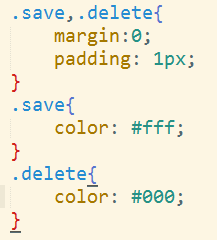 .save,.delete{
    margin:0;
    padding: 1px;
}
.save{
    color: #fff;
}
.delete{
    color: #000;
}